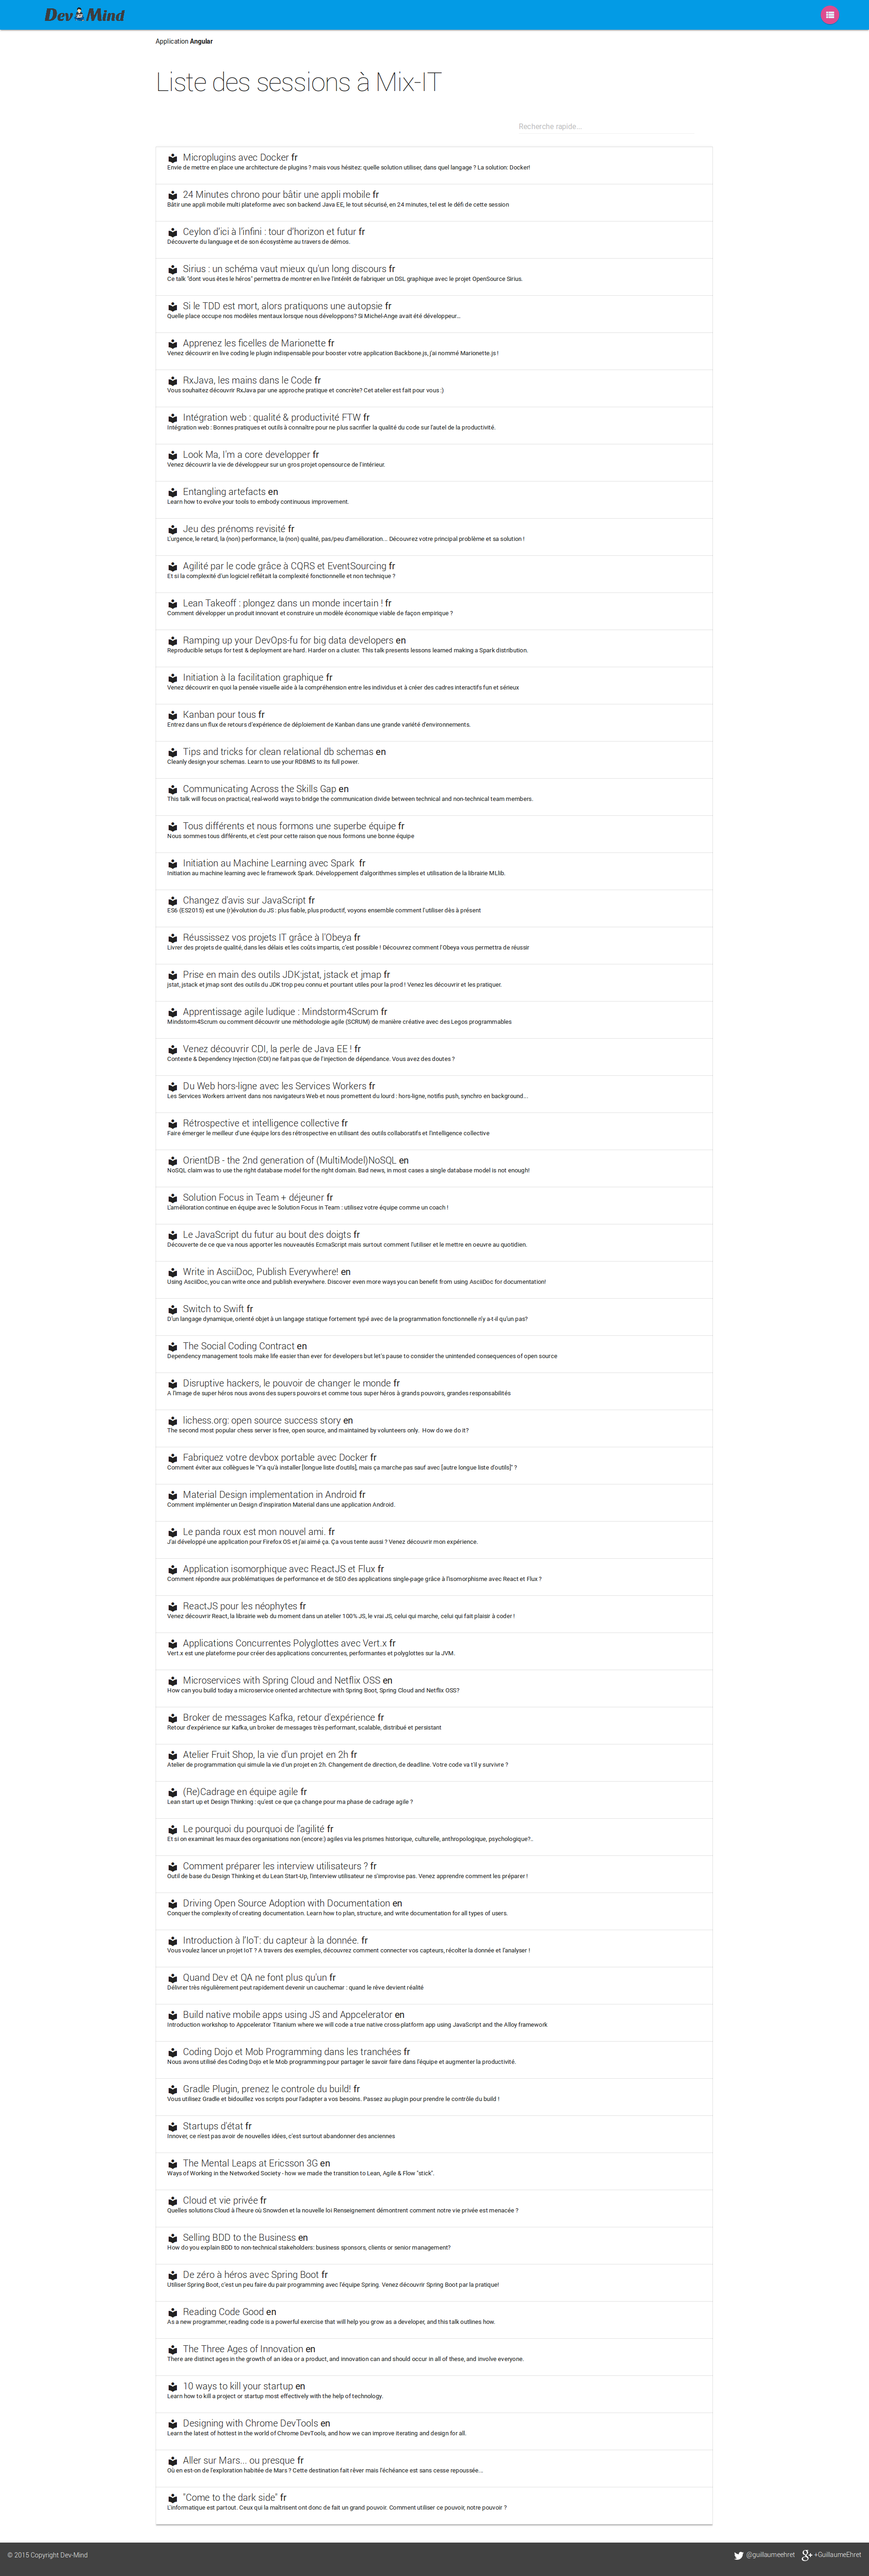 Dev Mind
Application Angular
Liste des sessions à Mix-IT
Recherche rapide...
Microplugins avec Docker fr
Envie de mettre en place une architecture de plugins ? mais vous hésitez: quelle solution utiliser, dans quel langage ? La solution: Docker!
24 Minutes chrono pour bâtir une appli mobile fr
Bâtir une appli mobile multi plateforme avec son backend Java EE, le tout sécurisé, en 24 minutes, tel est le défi de cette session
Ceylon d'ici à l'infini : tour d'horizon et futur fr
Découverte du language et de son écosystème au travers de démos.
Sirius : un schéma vaut mieux qu'un long discours fr
Ce talk "dont vous êtes le héros" permettra de montrer en live l'intérêt de fabriquer un DSL graphique avec le projet OpenSource Sirius.
Si le TDD est mort, alors pratiquons une autopsie fr
Quelle place occupe nos modèles mentaux lorsque nous développons? Si Michel-Ange avait été développeur...
Apprenez les ficelles de Marionette fr
Venez découvrir en live coding le plugin indispensable pour booster votre application Backbone.js, j'ai nommé Marionette.js !
RxJava, les mains dans le Code fr
Vous souhaitez découvrir RxJava par une approche pratique et concrète? Cet atelier est fait pour vous :)
Intégration web : qualité & productivité FTW fr
Intégration web : Bonnes pratiques et outils à connaître pour ne plus sacrifier la qualité du code sur l'autel de la productivité.
Look Ma, I'm a core developper fr
Venez découvrir la vie de développeur sur un gros projet opensource de l'intérieur.
Entangling artefacts en
Learn how to evolve your tools to embody continuous improvement.
Jeu des prénoms revisité fr
L'urgence, le retard, la (non) performance, la (non) qualité, pas/peu d'amélioration... Découvrez votre principal problème et sa solution !
Agilité par le code grâce à CQRS et EventSourcing fr
Et si la complexité d'un logiciel reflétait la complexité fonctionnelle et non technique ?
Lean Takeoff : plongez dans un monde incertain ! fr
Comment développer un produit innovant et construire un modèle économique viable de façon empirique ?
Ramping up your DevOps-fu for big data developers en
Reproducible setups for test & deployment are hard. Harder on a cluster. This talk presents lessons learned making a Spark distribution.
Initiation à la facilitation graphique fr
Venez découvrir en quoi la pensée visuelle aide à la compréhension entre les individus et à créer des cadres interactifs fun et sérieux
Kanban pour tous fr
Entrez dans un flux de retours d'expérience de déploiement de Kanban dans une grande variété d'environnements.
Tips and tricks for clean relational db schemas en
Cleanly design your schemas. Learn to use your RDBMS to its full power.
Communicating Across the Skills Gap en
This talk will focus on practical, real-world ways to bridge the communication divide between technical and non-technical team members.
Tous différents et nous formons une superbe équipe fr
Nous sommes tous différents, et c'est pour cette raison que nous formons une bonne équipe
Initiation au Machine Learning avec Spark fr
Initiation au machine learning avec le framework Spark. Développement d'algorithmes simples et utilisation de la librairie MLlib.
Changez d'avis sur JavaScript fr
ES6 (ES2015) est une (r)évolution du JS : plus fiable, plus productif, voyons ensemble comment l'utiliser dès à présent
Réussissez vos projets IT grâce à l'Obeya fr
Livrer des projets de qualité, dans les délais et les coûts impartis, c'est possible ! Découvrez comment l'Obeya vous permettra de réussir
Prise en main des outils JDK:jstat, jstack et jmap fr
jstat, jstack et jmap sont des outils du JDK trop peu connu et pourtant utiles pour la prod ! Venez les découvrir et les pratiquer.
Apprentissage agile ludique : Mindstorm4Scrum fr
Mindstorm4Scrum ou comment découvrir une méthodologie agile (SCRUM) de manière créative avec des Legos programmables
Venez découvrir CDI, la perle de Java EE ! fr
Contexte & Dependency Injection (CDI) ne fait pas que de l'injection de dépendance. Vous avez des doutes ?
Du Web hors-ligne avec les Services Workers fr
Les Services Workers arrivent dans nos navigateurs Web et nous promettent du lourd : hors-ligne, notifis push, synchro en background...
Rétrospective et intelligence collective fr
Faire émerger le meilleur d'une équipe lors des rétrospective en utilisant des outils collaboratifs et l'intelligence collective
OrientDB - the 2nd generation of (MultiModel)NoSQL en
NoSQL claim was to use the right database model for the right domain. Bad news, in most cases a single database model is not enough!
Solution Focus in Team + déjeuner fr
L'amélioration continue en équipe avec le Solution Focus in Team : utilisez votre équipe comme un coach !
Le JavaScript du futur au bout des doigts fr
Découverte de ce que va nous apporter les nouveautés EcmaScript mais surtout comment l'utiliser et le mettre en oeuvre au quotidien.
Write in AsciiDoc, Publish Everywhere! en
Using AsciiDoc, you can write once and publish everywhere. Discover even more ways you can benefit from using AsciiDoc for documentation!
Switch to Swift fr
D'un langage dynamique, orienté objet à un langage statique fortement typé avec de la programmation fonctionnelle n'y a-t-il qu'un pas?
The Social Coding Contract en
Dependency management tools make life easier than ever for developers but let's pause to consider the unintended consequences of open source
Disruptive hackers, le pouvoir de changer le monde fr
A l'image de super héros nous avons des supers pouvoirs et comme tous super héros à grands pouvoirs, grandes responsabilités
lichess.org: open source success story en
The second most popular chess server is free, open source, and maintained by volunteers only. How do we do it?
Fabriquez votre devbox portable avec Docker fr
Comment éviter aux collègues le "Y'a qu'à installer [longue liste d'outils], mais ça marche pas sauf avec [autre longue liste d'outils]" ?
Material Design implementation in Android fr
Comment implémenter un Design d'inspiration Material dans une application Android.
Le panda roux est mon nouvel ami. fr
J'ai développé une application pour Firefox OS et j'ai aimé ça. Ça vous tente aussi ? Venez découvrir mon expérience.
Application isomorphique avec ReactJS et Flux fr
Comment répondre aux problématiques de performance et de SEO des applications single-page grâce à l'isomorphisme avec React et Flux ?
ReactJS pour les néophytes fr
Venez découvrir React, la librairie web du moment dans un atelier 100% JS, le vrai JS, celui qui marche, celui qui fait plaisir à coder !
Applications Concurrentes Polyglottes avec Vert.x fr
Vert.x est une plateforme pour créer des applications concurrentes, performantes et polyglottes sur la JVM.
Microservices with Spring Cloud and Netflix OSS en
How can you build today a microservice oriented architecture with Spring Boot, Spring Cloud and Netflix OSS?
Broker de messages Kafka, retour d'expérience fr
Retour d'expérience sur Kafka, un broker de messages très performant, scalable, distribué et persistant
Atelier Fruit Shop, la vie d'un projet en 2h fr
Atelier de programmation qui simule la vie d'un projet en 2h. Changement de direction, de deadline. Votre code va t'il y survivre ?
(Re)Cadrage en équipe agile fr
Lean start up et Design Thinking : qu'est ce que ça change pour ma phase de cadrage agile ?
Le pourquoi du pourquoi de l'agilité fr
Et si on examinait les maux des organisations non (encore:) agiles via les prismes historique, culturelle, anthropologique, psychologique?..
Comment préparer les interview utilisateurs ? fr
Outil de base du Design Thinking et du Lean Start-Up, l'interview utilisateur ne s'improvise pas. Venez apprendre comment les préparer !
Driving Open Source Adoption with Documentation en
Conquer the complexity of creating documentation. Learn how to plan, structure, and write documentation for all types of users.
Introduction à l'IoT: du capteur à la donnée. fr
Vous voulez lancer un projet IoT ? A travers des exemples, découvrez comment connecter vos capteurs, récolter la donnée et l'analyser !
Quand Dev et QA ne font plus qu'un fr
Délivrer très régulièrement peut rapidement devenir un cauchemar : quand le rêve devient réalité
Build native mobile apps using JS and Appcelerator en
Introduction workshop to Appcelerator Titanium where we will code a true native cross-platform app using JavaScript and the Alloy framework
Coding Dojo et Mob Programming dans les tranchées fr
Nous avons utilisé des Coding Dojo et le Mob programming pour partager le savoir faire dans l'équipe et augmenter la productivité.
Gradle Plugin, prenez le controle du build! fr
Vous utilisez Gradle et bidouillez vos scripts pour l'adapter a vos besoins. Passez au plugin pour prendre le contrôle du build !
Startups d'état fr
Innover, ce n'est pas avoir de nouvelles idées, c'est surtout abandonner des anciennes
The Mental Leaps at Ericsson 3G en
Ways of Working in the Networked Society - how we made the transition to Lean, Agile & Flow "stick".
Cloud et vie privée fr
Quelles solutions Cloud à l'heure où Snowden et la nouvelle loi Renseignement démontrent comment notre vie privée est menacée ?
Selling BDD to the Business en
How do you explain BDD to non-technical stakeholders: business sponsors, clients or senior management?
De zéro à héros avec Spring Boot fr
Utiliser Spring Boot, c'est un peu faire du pair programming avec l'équipe Spring. Venez découvrir Spring Boot par la pratique!
Reading Code Good en
As a new programmer, reading code is a powerful exercise that will help you grow as a developer, and this talk outlines how.
The Three Ages of Innovation en
There are distinct ages in the growth of an idea or a product, and innovation can and should occur in all of these, and involve everyone.
10 ways to kill your startup en
Learn how to kill a project or startup most effectively with the help of technology.
Designing with Chrome DevTools en
Learn the latest of hottest in the world of Chrome DevTools, and how we can improve iterating and design for all.
Aller sur Mars... ou presque fr
Où en est-on de l'exploration habitée de Mars ? Cette destination fait rêver mais l'échéance est sans cesse repoussée...
"Come to the dark side" fr
L'informatique est partout. Ceux qui la maîtrisent ont donc de fait un grand pouvoir. Comment utiliser ce pouvoir, notre pouvoir ?
© 2015 Copyright Dev-Mind
@guillaumeehret
+GuillaumeEhret